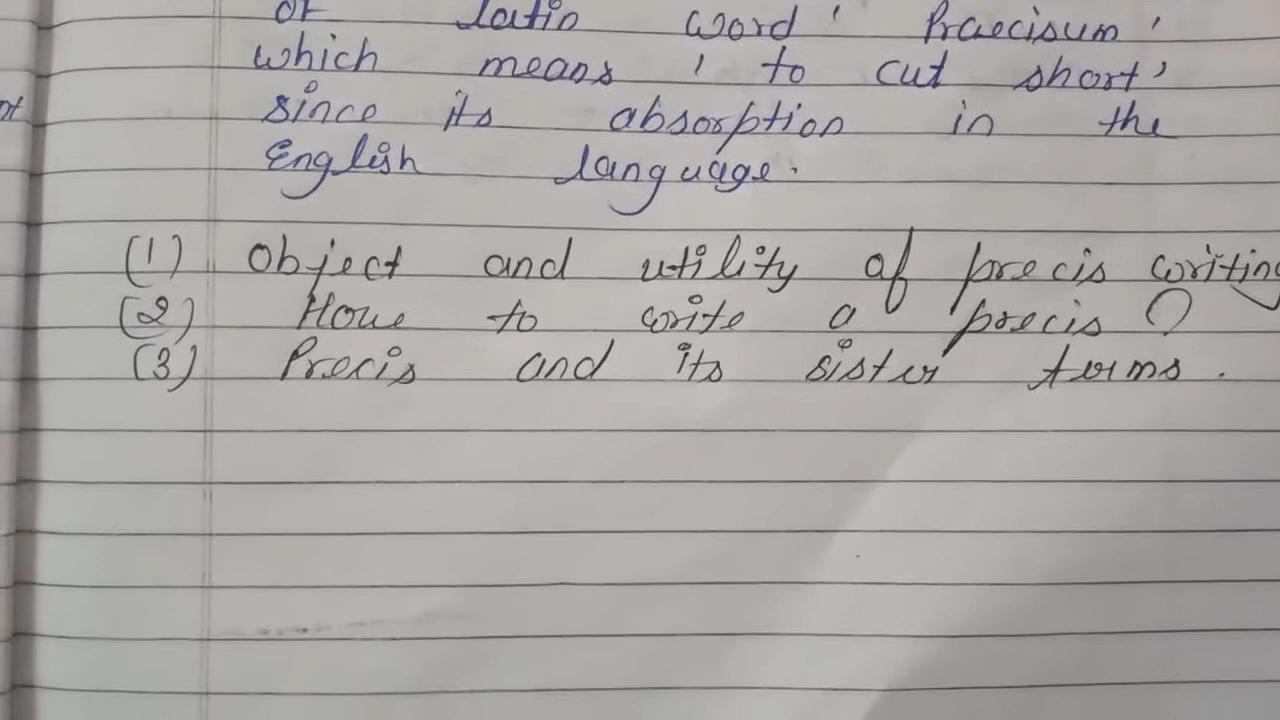 of latin word ' Praecisum '
which means ' to cut short '
since its absorption in the
English language.
(1) Object and utility of precis writing
(2) How to write a precis ?
(3) Precis and its sister terms.